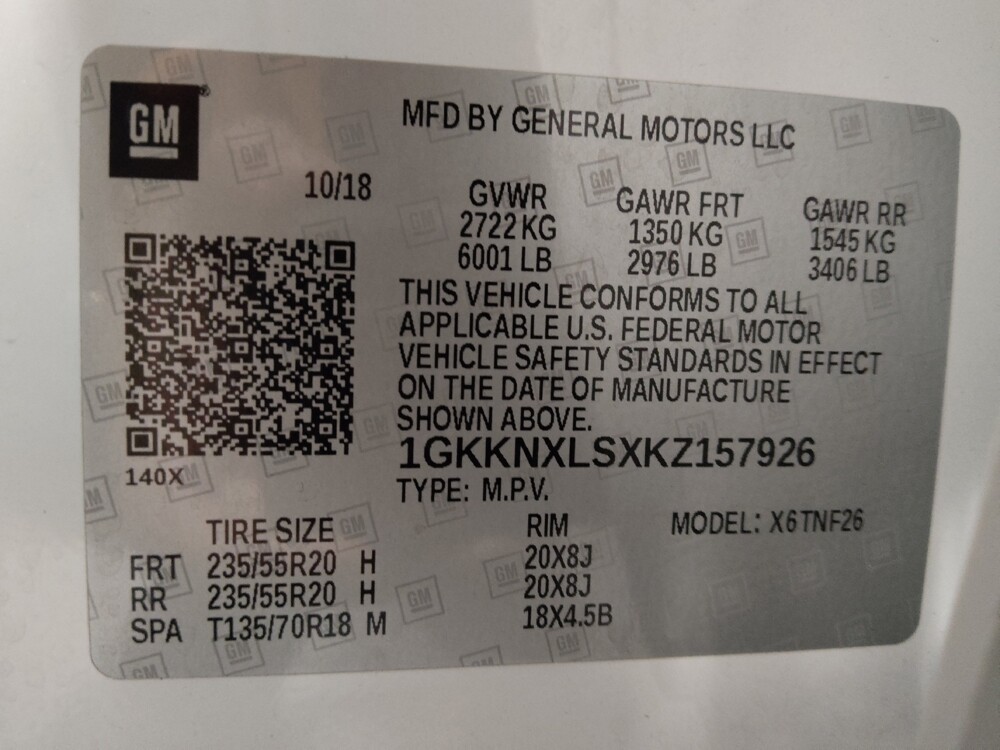 GM
MFD BY GENERAL MOTORS LLC
10/18
GVWR GAWR FRT GAWR RR
2722 KG 1350 KG 1545 KG
6001 LB 2976 LB 3406 LB
THIS VEHICLE CONFORMS TO ALL
APPLICABLE U.S. FEDERAL MOTOR
VEHICLE SAFETY STANDARDS IN EFFECT
ON THE DATE OF MANUFACTURE
SHOWN ABOVE.
1GKKNXLSXKZ157926
140X
TYPE: M.P.V.
TIRE SIZE RIM MODEL: X6TNF26
FRT 235/55R20 H 20X8J
RR 235/55R20 H 20X8J
SPA T135/70R18 M 18X4.5B